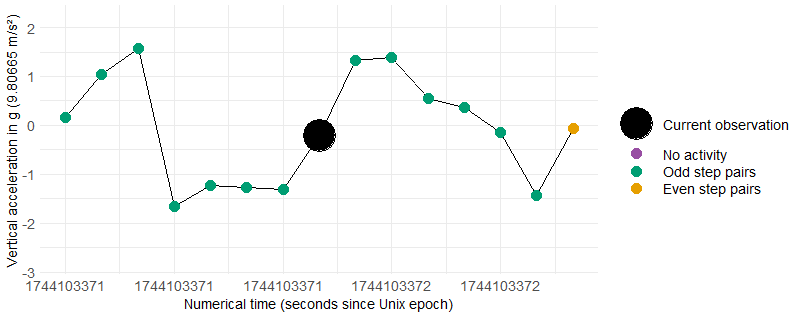 Vertical acceleration in g (9.80665 m/s²)
2
1
0
-1
-2
-3
1744103371
1744103371
1744103371
1744103372
1744103372
Numerical time (seconds since Unix epoch)
Current observation
No activity
Odd step pairs
Even step pairs